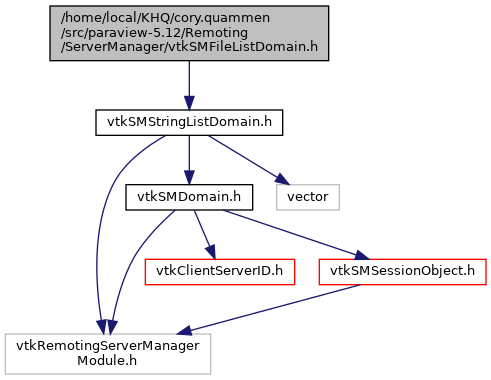 /home/local/KHQ/cory.quammen
/src/paraview-5.12/Remoting
/ServerManager/vtkSMFileListDomain.h
vtkSMStringListDomain.h
vtkSMDomain.h
vector
vtkClientServerID.h
vtkSMSessionObject.h
vtkRemotingServerManager
Module.h